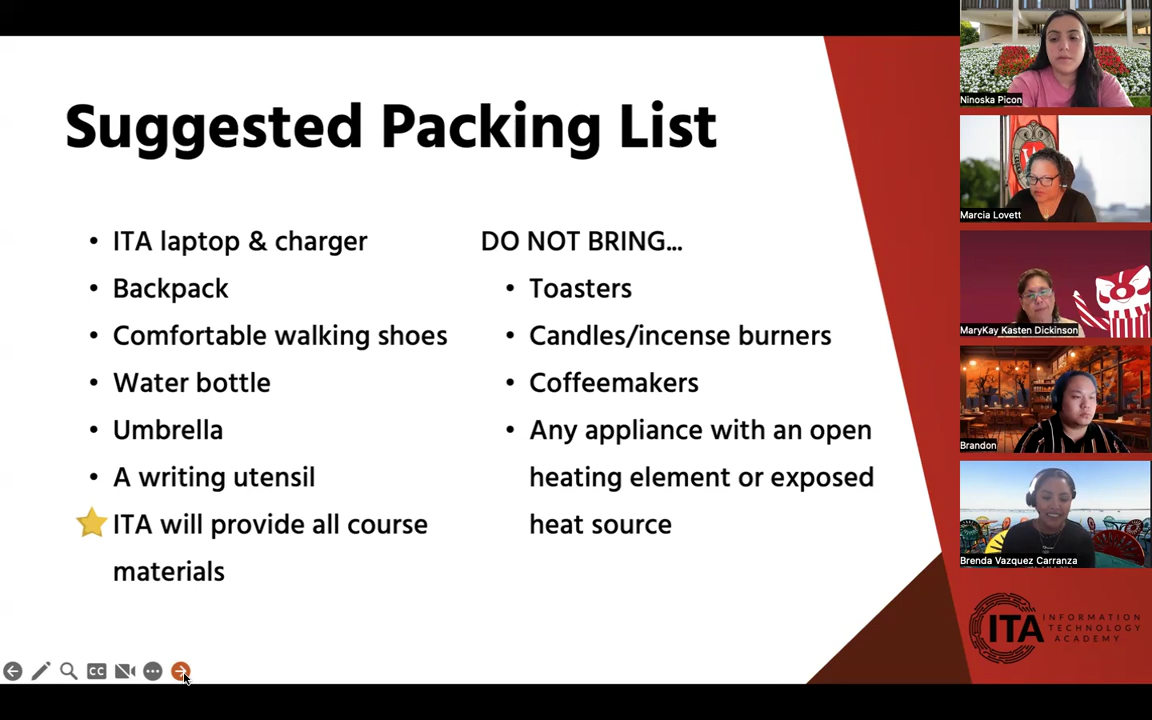 Suggested Packing List
• ITA laptop & charger
• Backpack
• Comfortable walking shoes
• Water bottle
• Umbrella
• A writing utensil
ITA will provide all course
materials
DO NOT BRING...
• Toasters
• Candles/incense burners
• Coffeemakers
• Any appliance with an open
heating element or exposed
heat source
Ninoska Picon
Marcia Lovett
MaryKay Kasten Dickinson
Brandon
Brenda Vazquez Carranza
ITA
INFORMATION
TECHNOLOGY
ACADEMY
CC